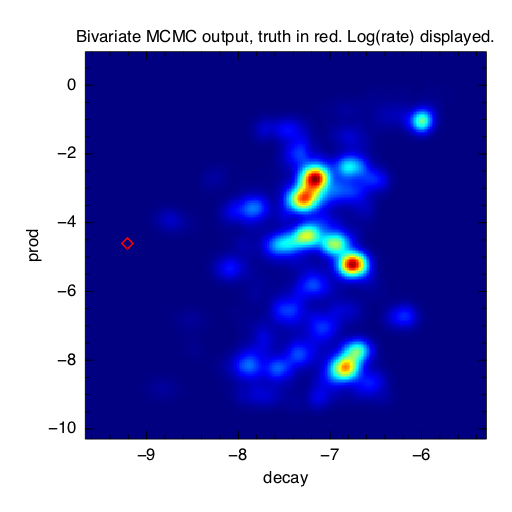 Bivariate MCMC output, truth in red. Log(rate) displayed.
0
−2
−4
−6
−8
−10
prod
−9 −8 −7 −6
decay